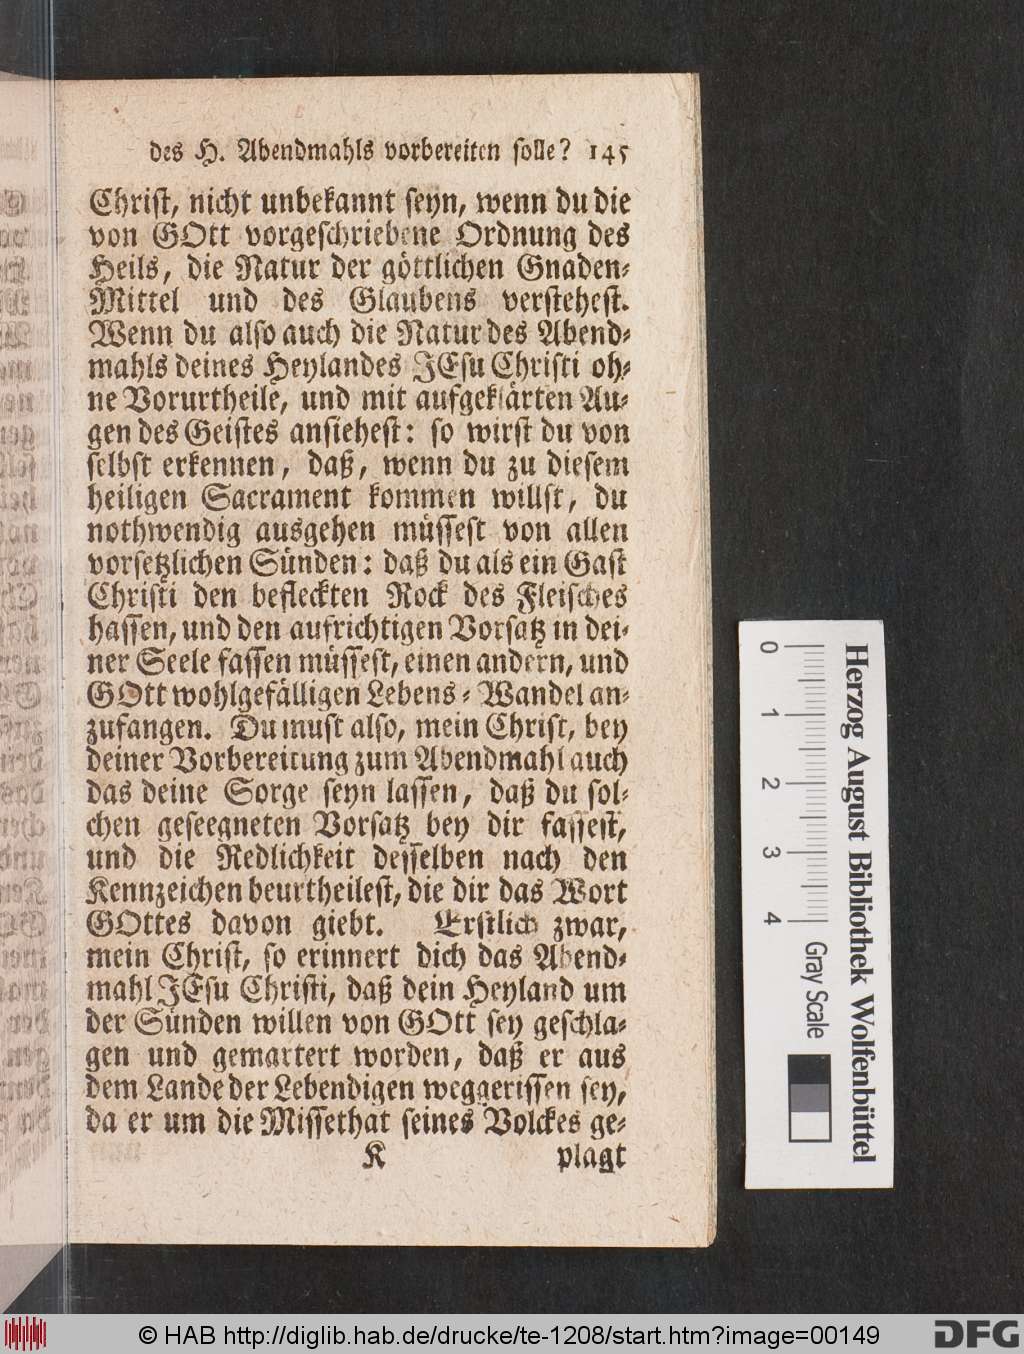 des H. Abendmahls vorbereiten solle? 145
Christ, nicht unbekannt seyn, wenn du die
von GOtt vorgeschriebene Ordnung des
Heils, die Natur der göttlichen Gnaden-
Mittel und des Glaubens verstehest.
Wenn du also auch die Natur des Abend-
mahls deines Heylandes JEsu Christi oh-
ne Vorurtheile, und mit aufgeklärten Au-
gen des Geistes ansiehest: so wirst du von
selbst erkennen, daß, wenn du zu diesem
heiligen Sacrament kommen willst, du
nothwendig ausgehen müssest von allen
vorsetzlichen Sünden: daß du als ein Gast
Christi den befleckten Rock des Fleisches
hassen, und den aufrichtigen Vorsatz in dei-
ner Seele fassen müssest, einen andern, und
GOtt wohlgefälligen Lebens-Wandel an-
zufangen. Du must also, mein Christ, bey
deiner Vorbereitung zum Abendmahl auch
das deine Sorge seyn lassen, daß du sol-
chen geseegneten Vorsatz bey dir fassest,
und die Redlichkeit desselben nach den
Kennzeichen beurtheilest, die dir das Wort
GOttes davon giebt. Erstlich zwar,
mein Christ, so erinnert dich das Abend-
mahl JEsu Christi, daß dein Heyland um
der Sünden willen von GOtt sey geschla-
gen und gemartert worden, daß er aus
dem Lande der Lebendigen weggerissen sey,
da er um die Missethat seines Volckes ge-
K plagt
0 1 2 3 4 Gray Scale
Herzog August Bibliothek Wolfenbüttel
© HAB http://diglib.hab.de/drucke/te-1208/start.htm?image=00149
DFG